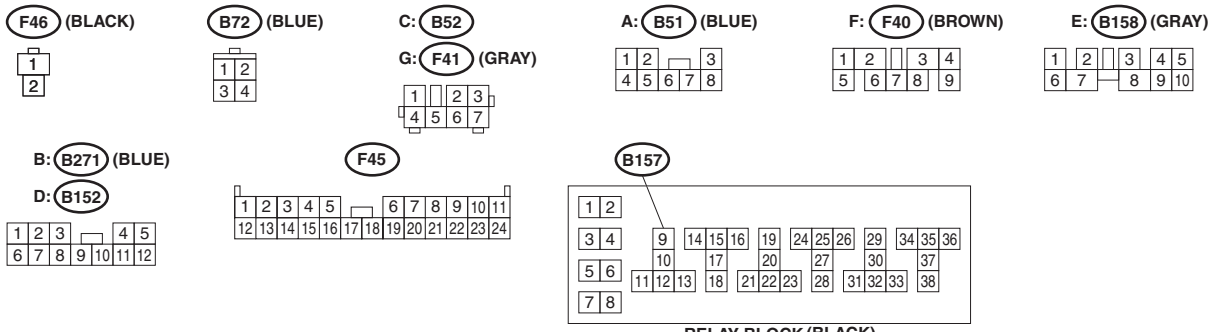 F46 (BLACK)
B72 (BLUE)
C: B52
G: F41 (GRAY)
A: B51 (BLUE)
F: F40 (BROWN)
E: B158 (GRAY)
1
2
1 2
3 4
1 2 3
4 5 6 7
1 2 3
4 5 6 7 8
1 2 3 4
5 6 7 8 9
1 2 3 4 5
6 7 8 9 10
B: B271 (BLUE)
D: B152
F45
B157
1 2 3 4 5
6 7 8 9 10 11 12
1 2 3 4 5 6 7 8 9 10 11
12 13 14 15 16 17 18 19 20 21 22 23 24
1 2
3 4 9 14 15 16 19 24 25 26 29 34 35 36
10 17 20 27 30 37
5 6 11 12 13 18 21 22 23 28 31 32 33 38
7 8
RELAY BLOCK (BLACK)